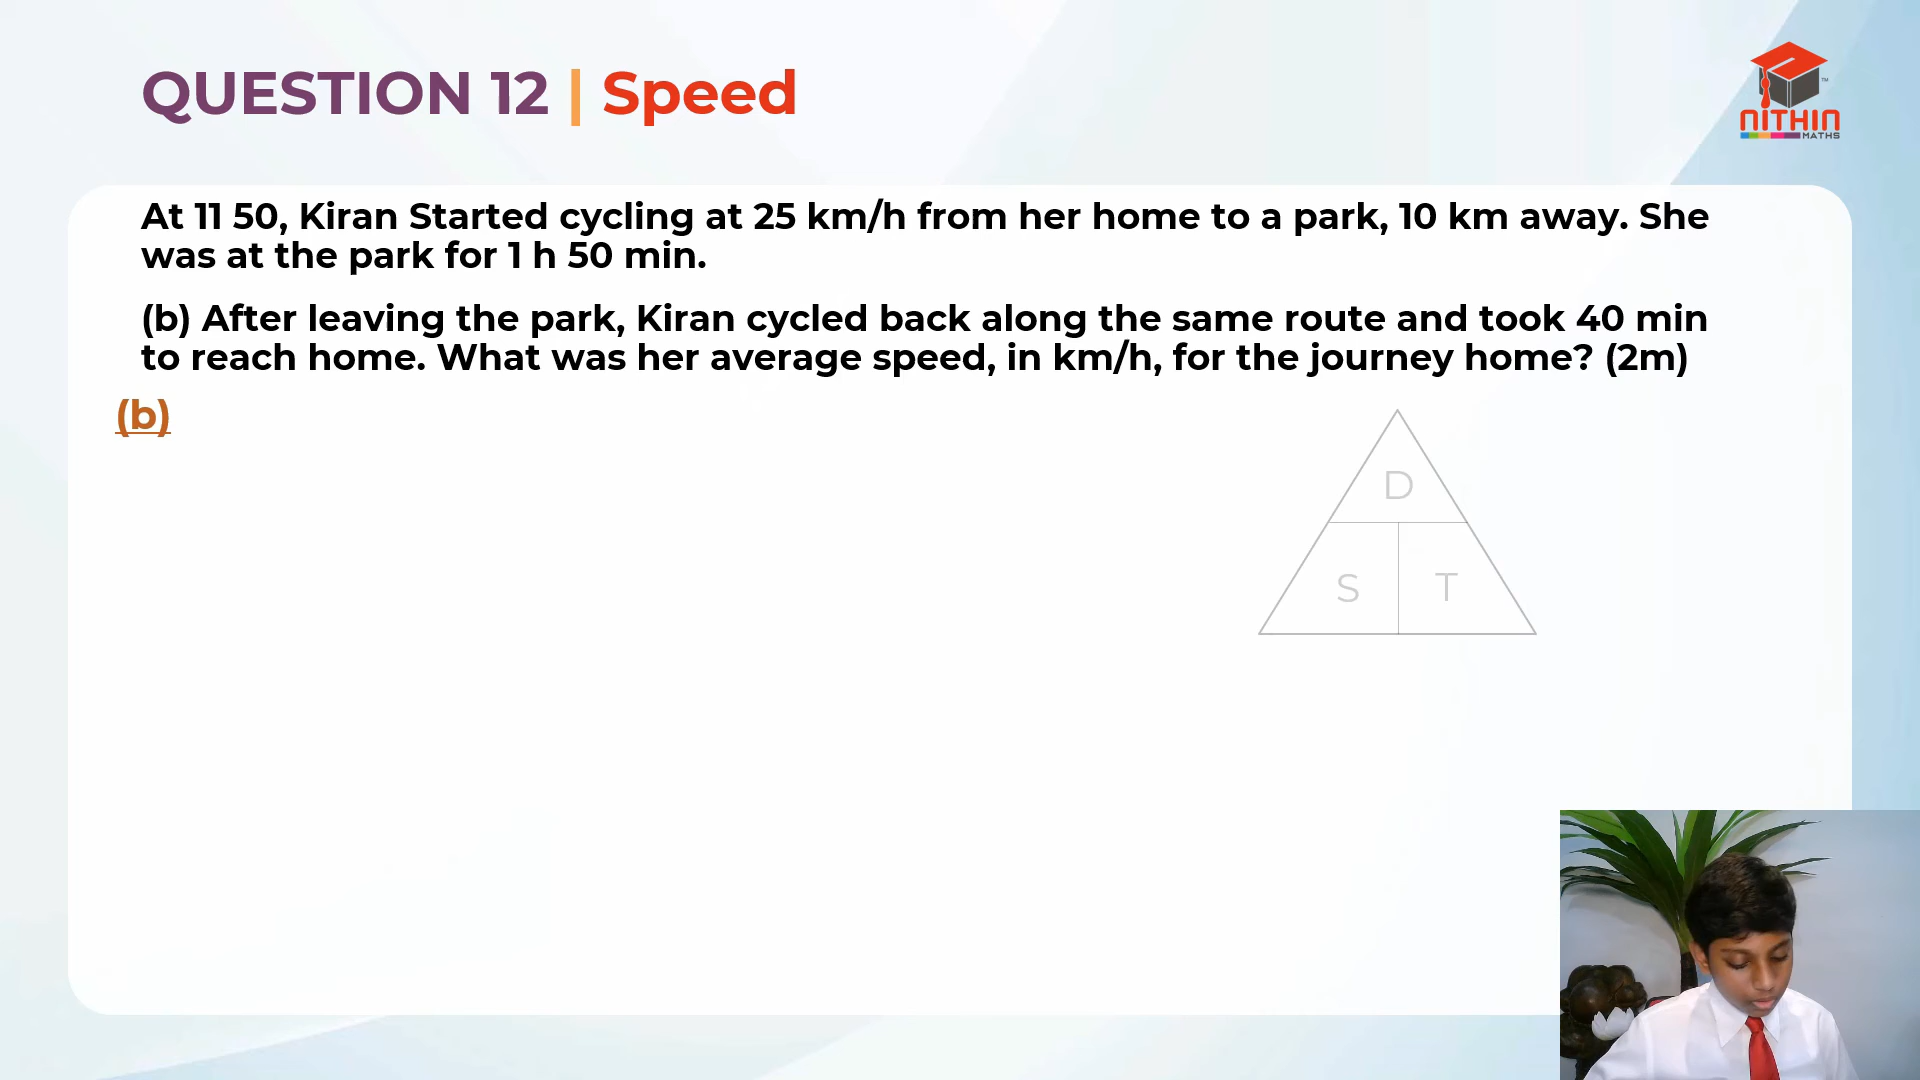 QUESTION 12 | Speed
NITHIN
MATHS
TM
At 11 50, Kiran Started cycling at 25 km/h from her home to a park, 10 km away. She
was at the park for 1 h 50 min.
(b) After leaving the park, Kiran cycled back along the same route and took 40 min
to reach home. What was her average speed, in km/h, for the journey home? (2m)
(b)
D
S T